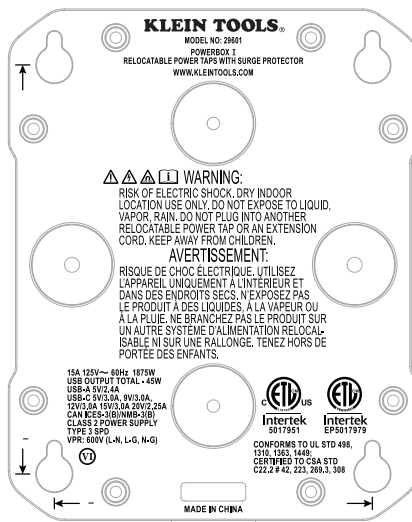 KLEIN TOOLS®
MODEL NO: 29601
POWERBOX I
RELOCATABLE POWER TAPS WITH SURGE PROTECTOR
WWW.KLEINTOOLS.COM
WARNING:
RISK OF ELECTRIC SHOCK. DRY INDOOR
LOCATION USE ONLY. DO NOT EXPOSE TO LIQUID,
VAPOR, RAIN. DO NOT PLUG INTO ANOTHER
RELOCATABLE POWER TAP OR AN EXTENSION
CORD. KEEP AWAY FROM CHILDREN.
AVERTISSEMENT:
RISQUE DE CHOC ÉLECTRIQUE. UTILISEZ
L'APPAREIL UNIQUEMENT À L'INTÉRIEUR ET
DANS DES ENDROITS SECS. N'EXPOSEZ PAS
LE PRODUIT À DES LIQUIDES, À LA VAPEUR OU
À LA PLUIE. NE BRANCHEZ PAS LE PRODUIT SUR
UN AUTRE SYSTÈME D'ALIMENTATION RELOCAL-
ISABLE NI SUR UNE RALLONGE. TENEZ HORS DE
PORTÉE DES ENFANTS.
15A 125V~ 60Hz 1875W
USB OUTPUT TOTAL - 45W
USB-A 5V/2,4A
USB-C 5V/3.0A, 9V/3.0A,
12V/3,0A 15V/3,0A 20V/2,25A
CAN ICES-3(B)/NMB-3(B)
CLASS 2 POWER SUPPLY
TYPE 3 SPD
VPR: 600V (L-N, L-G, N-G)
VI
C ETL US
Intertek
5017951
ETL
Intertek
EP5017979
CONFORMS TO UL STD 498,
1310, 1363, 1449;
CERTIFIED TO CSA STD
C22.2 # 42, 223, 269.3, 308
MADE IN CHINA